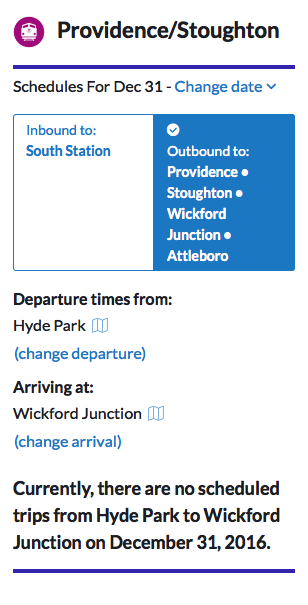 Providence/Stoughton
Schedules For Dec 31 - Change date
Inbound to:
South Station
Outbound to:
Providence •
Stoughton •
Wickford
Junction •
Attleboro
Departure times from:
Hyde Park
(change departure)
Arriving at:
Wickford Junction
(change arrival)
Currently, there are no scheduled
trips from Hyde Park to Wickford
Junction on December 31, 2016.